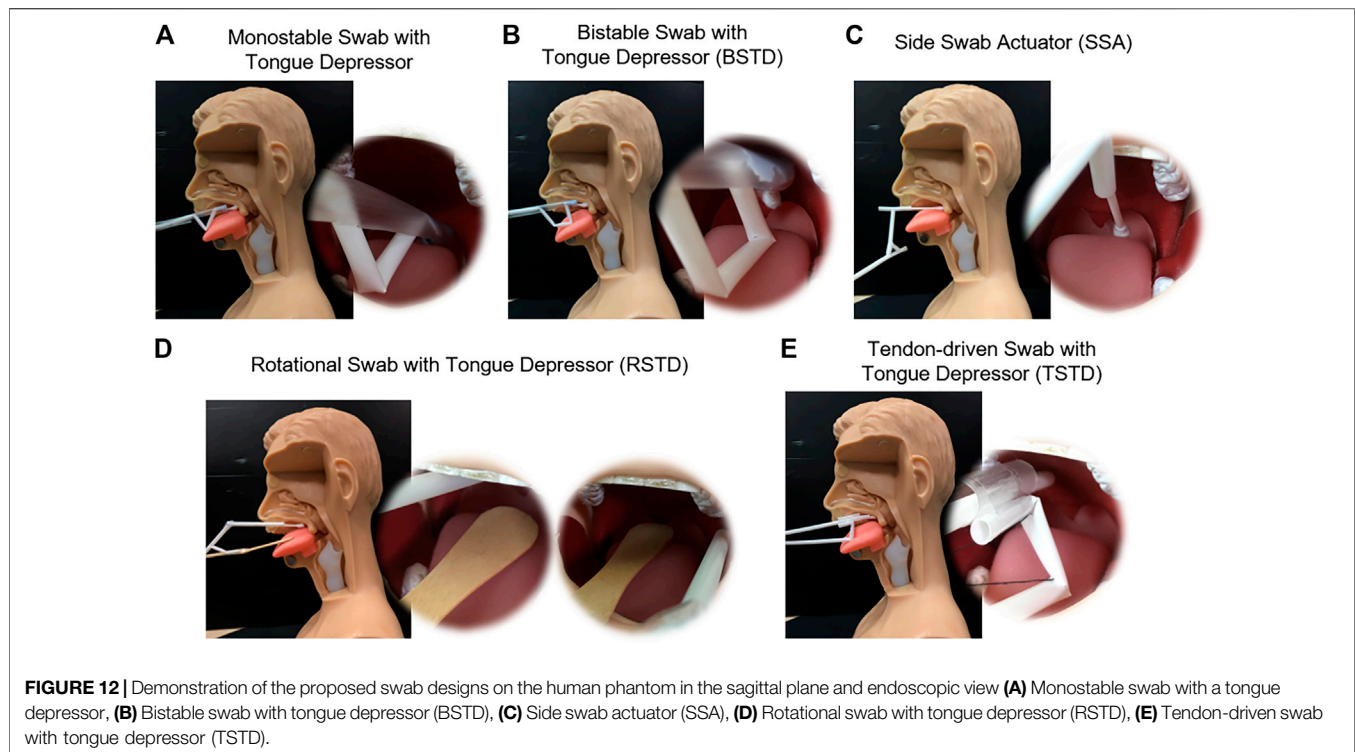 A
Monostable Swab with
Tongue Depressor
B
Bistable Swab with
Tongue Depressor (BSTD)
C
Side Swab Actuator (SSA)
D
Rotational Swab with Tongue Depressor (RSTD)
E
Tendon-driven Swab with
Tongue Depressor (TSTD)
FIGURE 12 | Demonstration of the proposed swab designs on the human phantom in the sagittal plane and endoscopic view (A) Monostable swab with a tongue
depressor, (B) Bistable swab with tongue depressor (BSTD), (C) Side swab actuator (SSA), (D) Rotational swab with tongue depressor (RSTD), (E) Tendon-driven swab
with tongue depressor (TSTD).